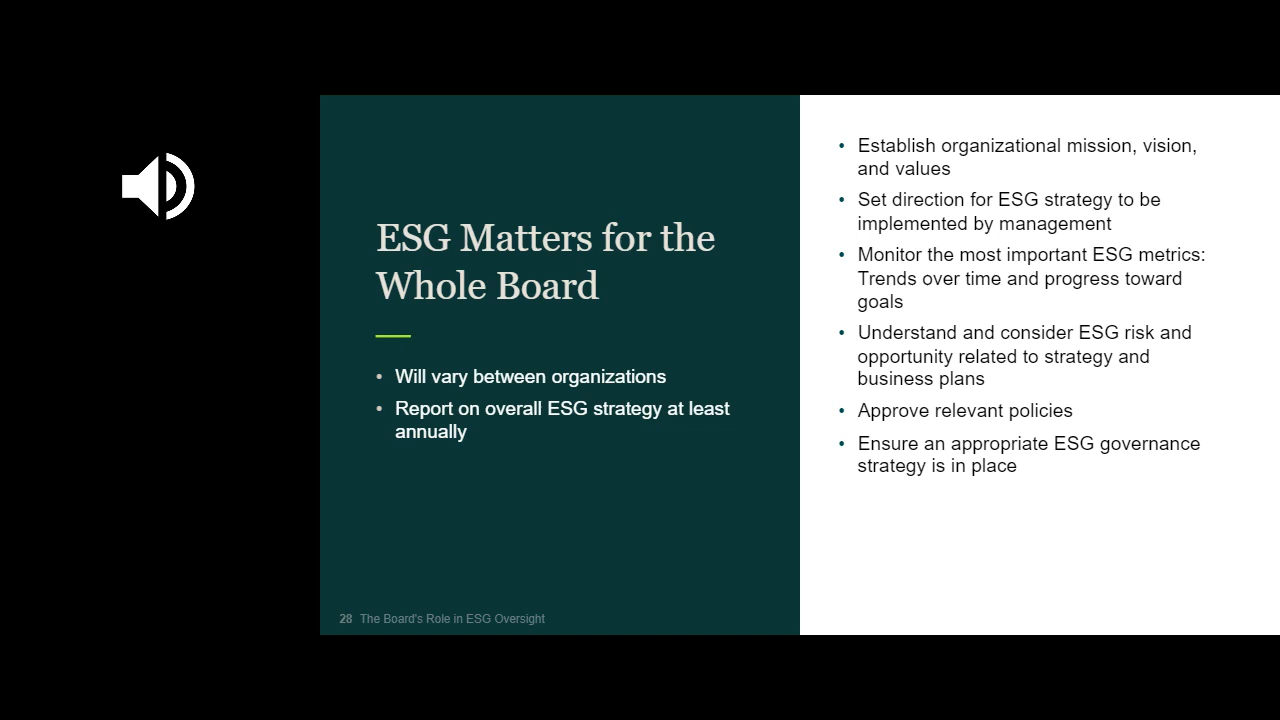 ESG Matters for the
Whole Board
• Will vary between organizations
• Report on overall ESG strategy at least
annually
28 The Board's Role in ESG Oversight
• Establish organizational mission, vision,
and values
• Set direction for ESG strategy to be
implemented by management
• Monitor the most important ESG metrics:
Trends over time and progress toward
goals
• Understand and consider ESG risk and
opportunity related to strategy and
business plans
• Approve relevant policies
• Ensure an appropriate ESG governance
strategy is in place